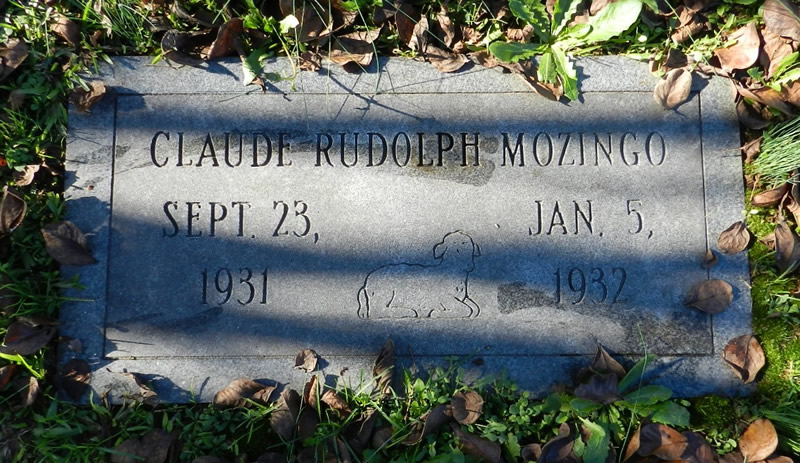 CLAUDE RUDOLPH MOZINGO
SEPT. 23, JAN. 5,
1931 1932